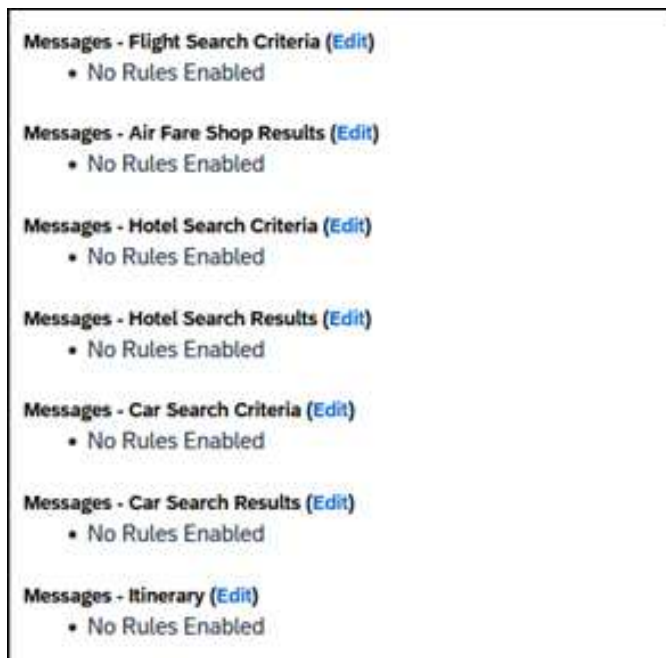 Messages - Flight Search Criteria (Edit)
• No Rules Enabled
Messages - Air Fare Shop Results (Edit)
• No Rules Enabled
Messages - Hotel Search Criteria (Edit)
• No Rules Enabled
Messages - Hotel Search Results (Edit)
• No Rules Enabled
Messages - Car Search Criteria (Edit)
• No Rules Enabled
Messages - Car Search Results (Edit)
• No Rules Enabled
Messages - Itinerary (Edit)
• No Rules Enabled